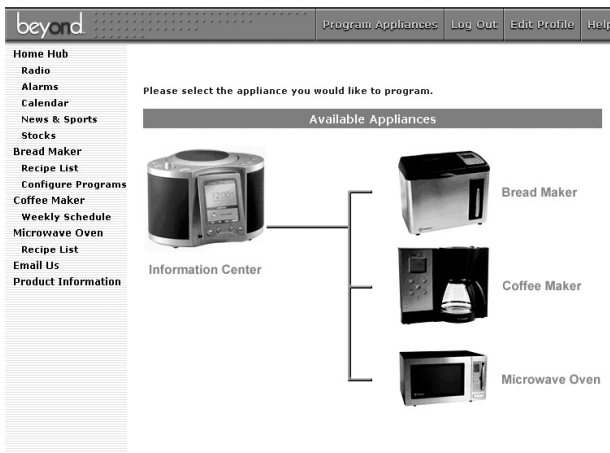 beyond. Program Appliances Log Out Edit Profile Help
Home Hub
Radio
Alarms
Calendar
News & Sports
Stocks
Bread Maker
Recipe List
Configure Programs
Coffee Maker
Weekly Schedule
Microwave Oven
Recipe List
Email Us
Product Information
Please select the appliance you would like to program.
Available Appliances
Information Center
Bread Maker
Coffee Maker
Microwave Oven